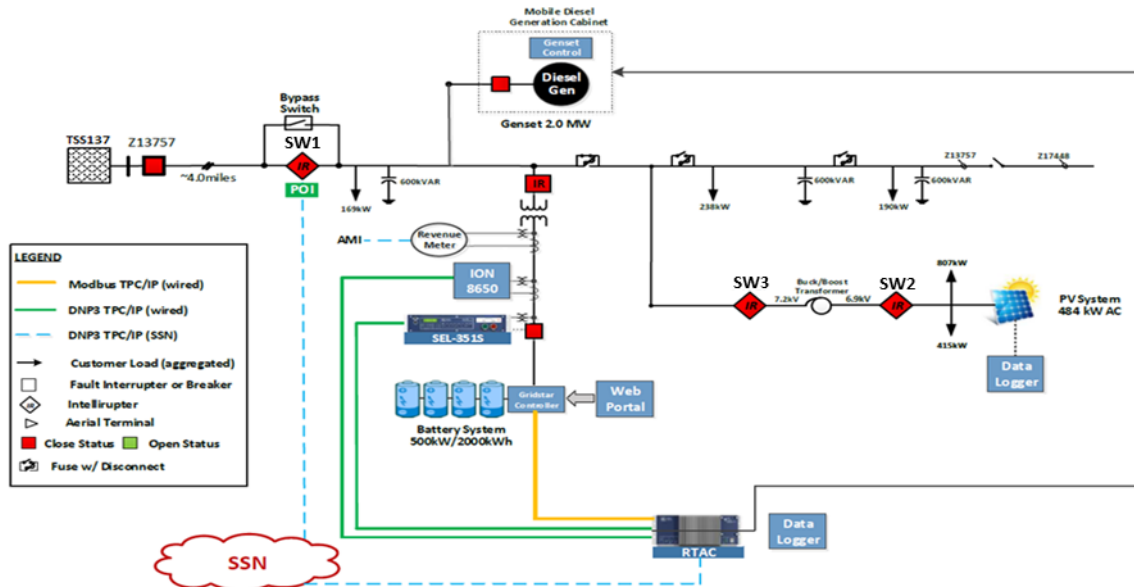 Mobile Diesel
Generation Cabinet
Genset
Control
Diesel
Gen
Genset 2.0 MW
Bypass
Switch
TSS137
Z13757
SW1
IR
POI
~4.0miles
169kW
600kVAR
IR
238kW
600kVAR
190kW
600kVAR
Z13757
Z17448
AMI
Revenue
Meter
ION
8650
SEL-351S
SW3
IR
7.2kV
Buck/Boost
Transformer
6.9kV
SW2
IR
807kW
415kW
PV System
484 kW AC
Data
Logger
Gridstar
Controller
Web
Portal
Battery System
500kW/2000kWh
LEGEND
Modbus TPC/IP (wired)
DNP3 TPC/IP (wired)
DNP3 TPC/IP (SSN)
Customer Load (aggregated)
Fault Interrupter or Breaker
IR Intellirupter
Aerial Terminal
Close Status Open Status
Fuse w/ Disconnect
SSN
RTAC
Data
Logger